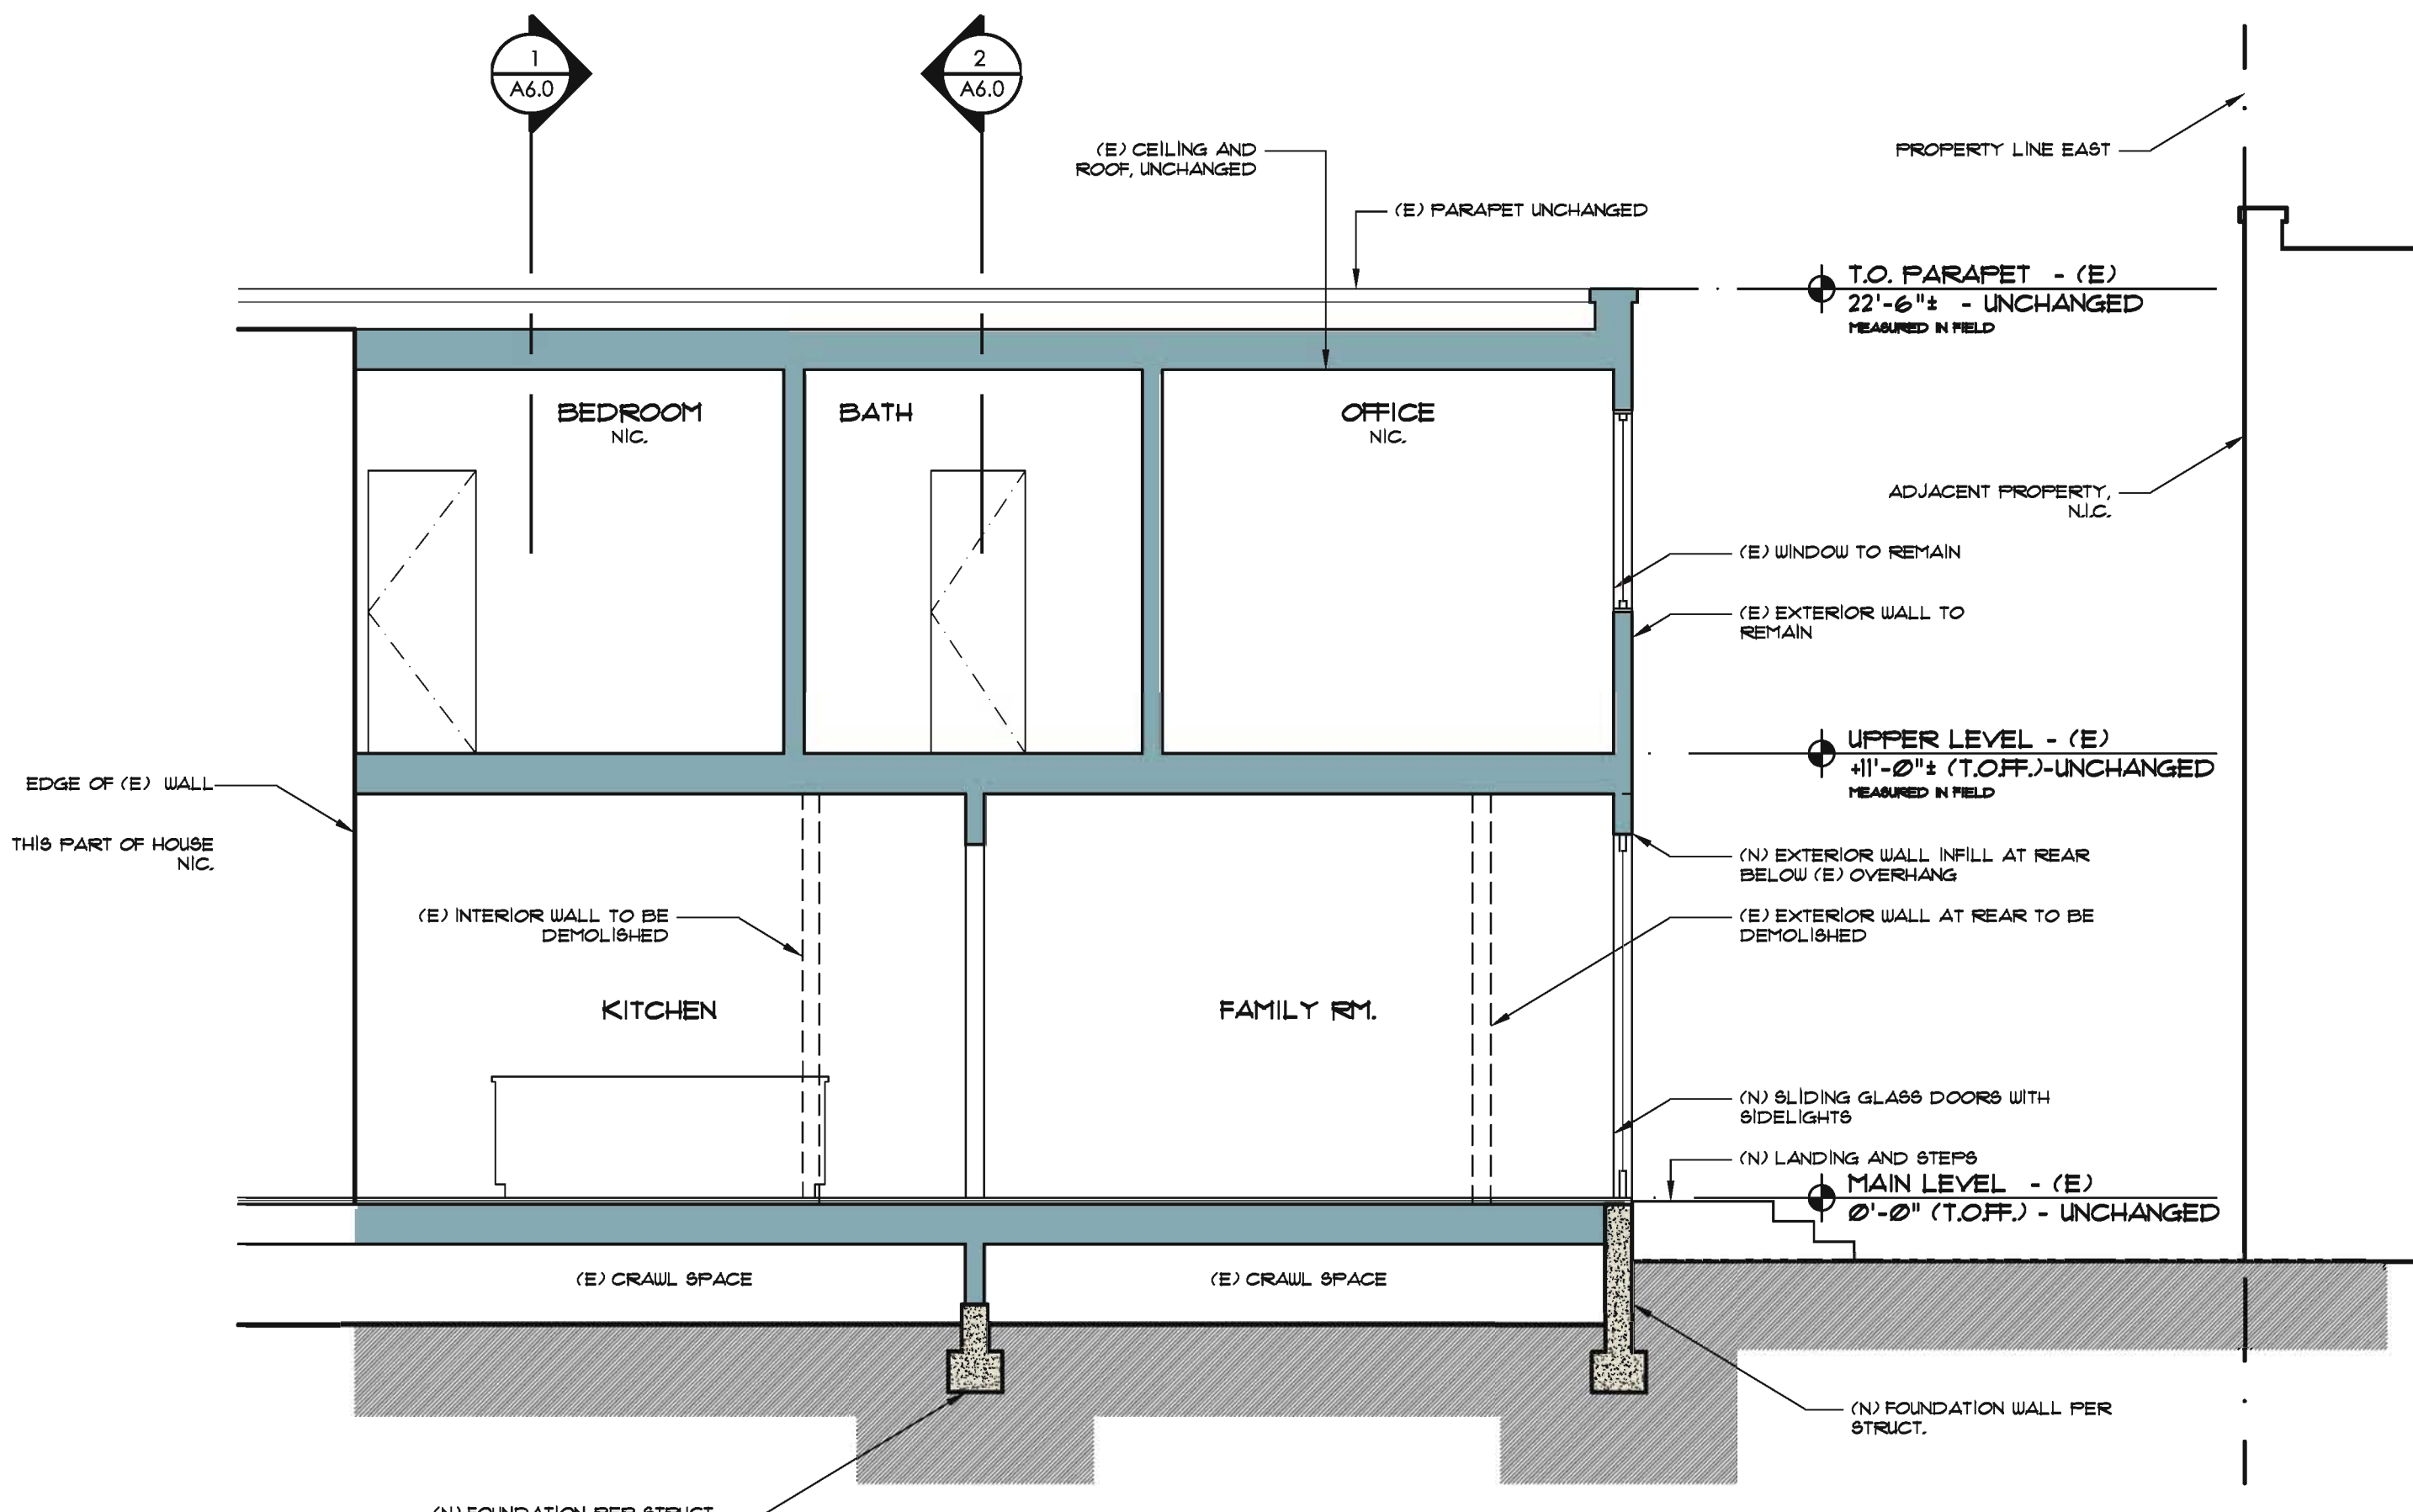 1
A6.0
2
A6.0
(E) CEILING AND
ROOF, UNCHANGED
(E) PARAPET UNCHANGED
PROPERTY LINE EAST
T.O. PARAPET - (E)
22'-6"± - UNCHANGED
MEASURED IN FIELD
BEDROOM
NIC.
BATH
OFFICE
NIC.
ADJACENT PROPERTY,
N.I.C.
(E) WINDOW TO REMAIN
(E) EXTERIOR WALL TO
REMAIN
UPPER LEVEL - (E)
+11'-0"± (T.O.FF.)-UNCHANGED
MEASURED IN FIELD
EDGE OF (E) WALL
THIS PART OF HOUSE
NIC.
(N) EXTERIOR WALL INFILL AT REAR
BELOW (E) OVERHANG
(E) INTERIOR WALL TO BE
DEMOLISHED
(E) EXTERIOR WALL AT REAR TO BE
DEMOLISHED
KITCHEN
FAMILY RM.
(N) SLIDING GLASS DOORS WITH
SIDELIGHTS
(N) LANDING AND STEPS
MAIN LEVEL - (E)
0'-0" (T.O.FF.) - UNCHANGED
(E) CRAWL SPACE
(E) CRAWL SPACE
(N) FOUNDATION WALL PER
STRUCT.
(N) FOUNDATION PER STRUCT